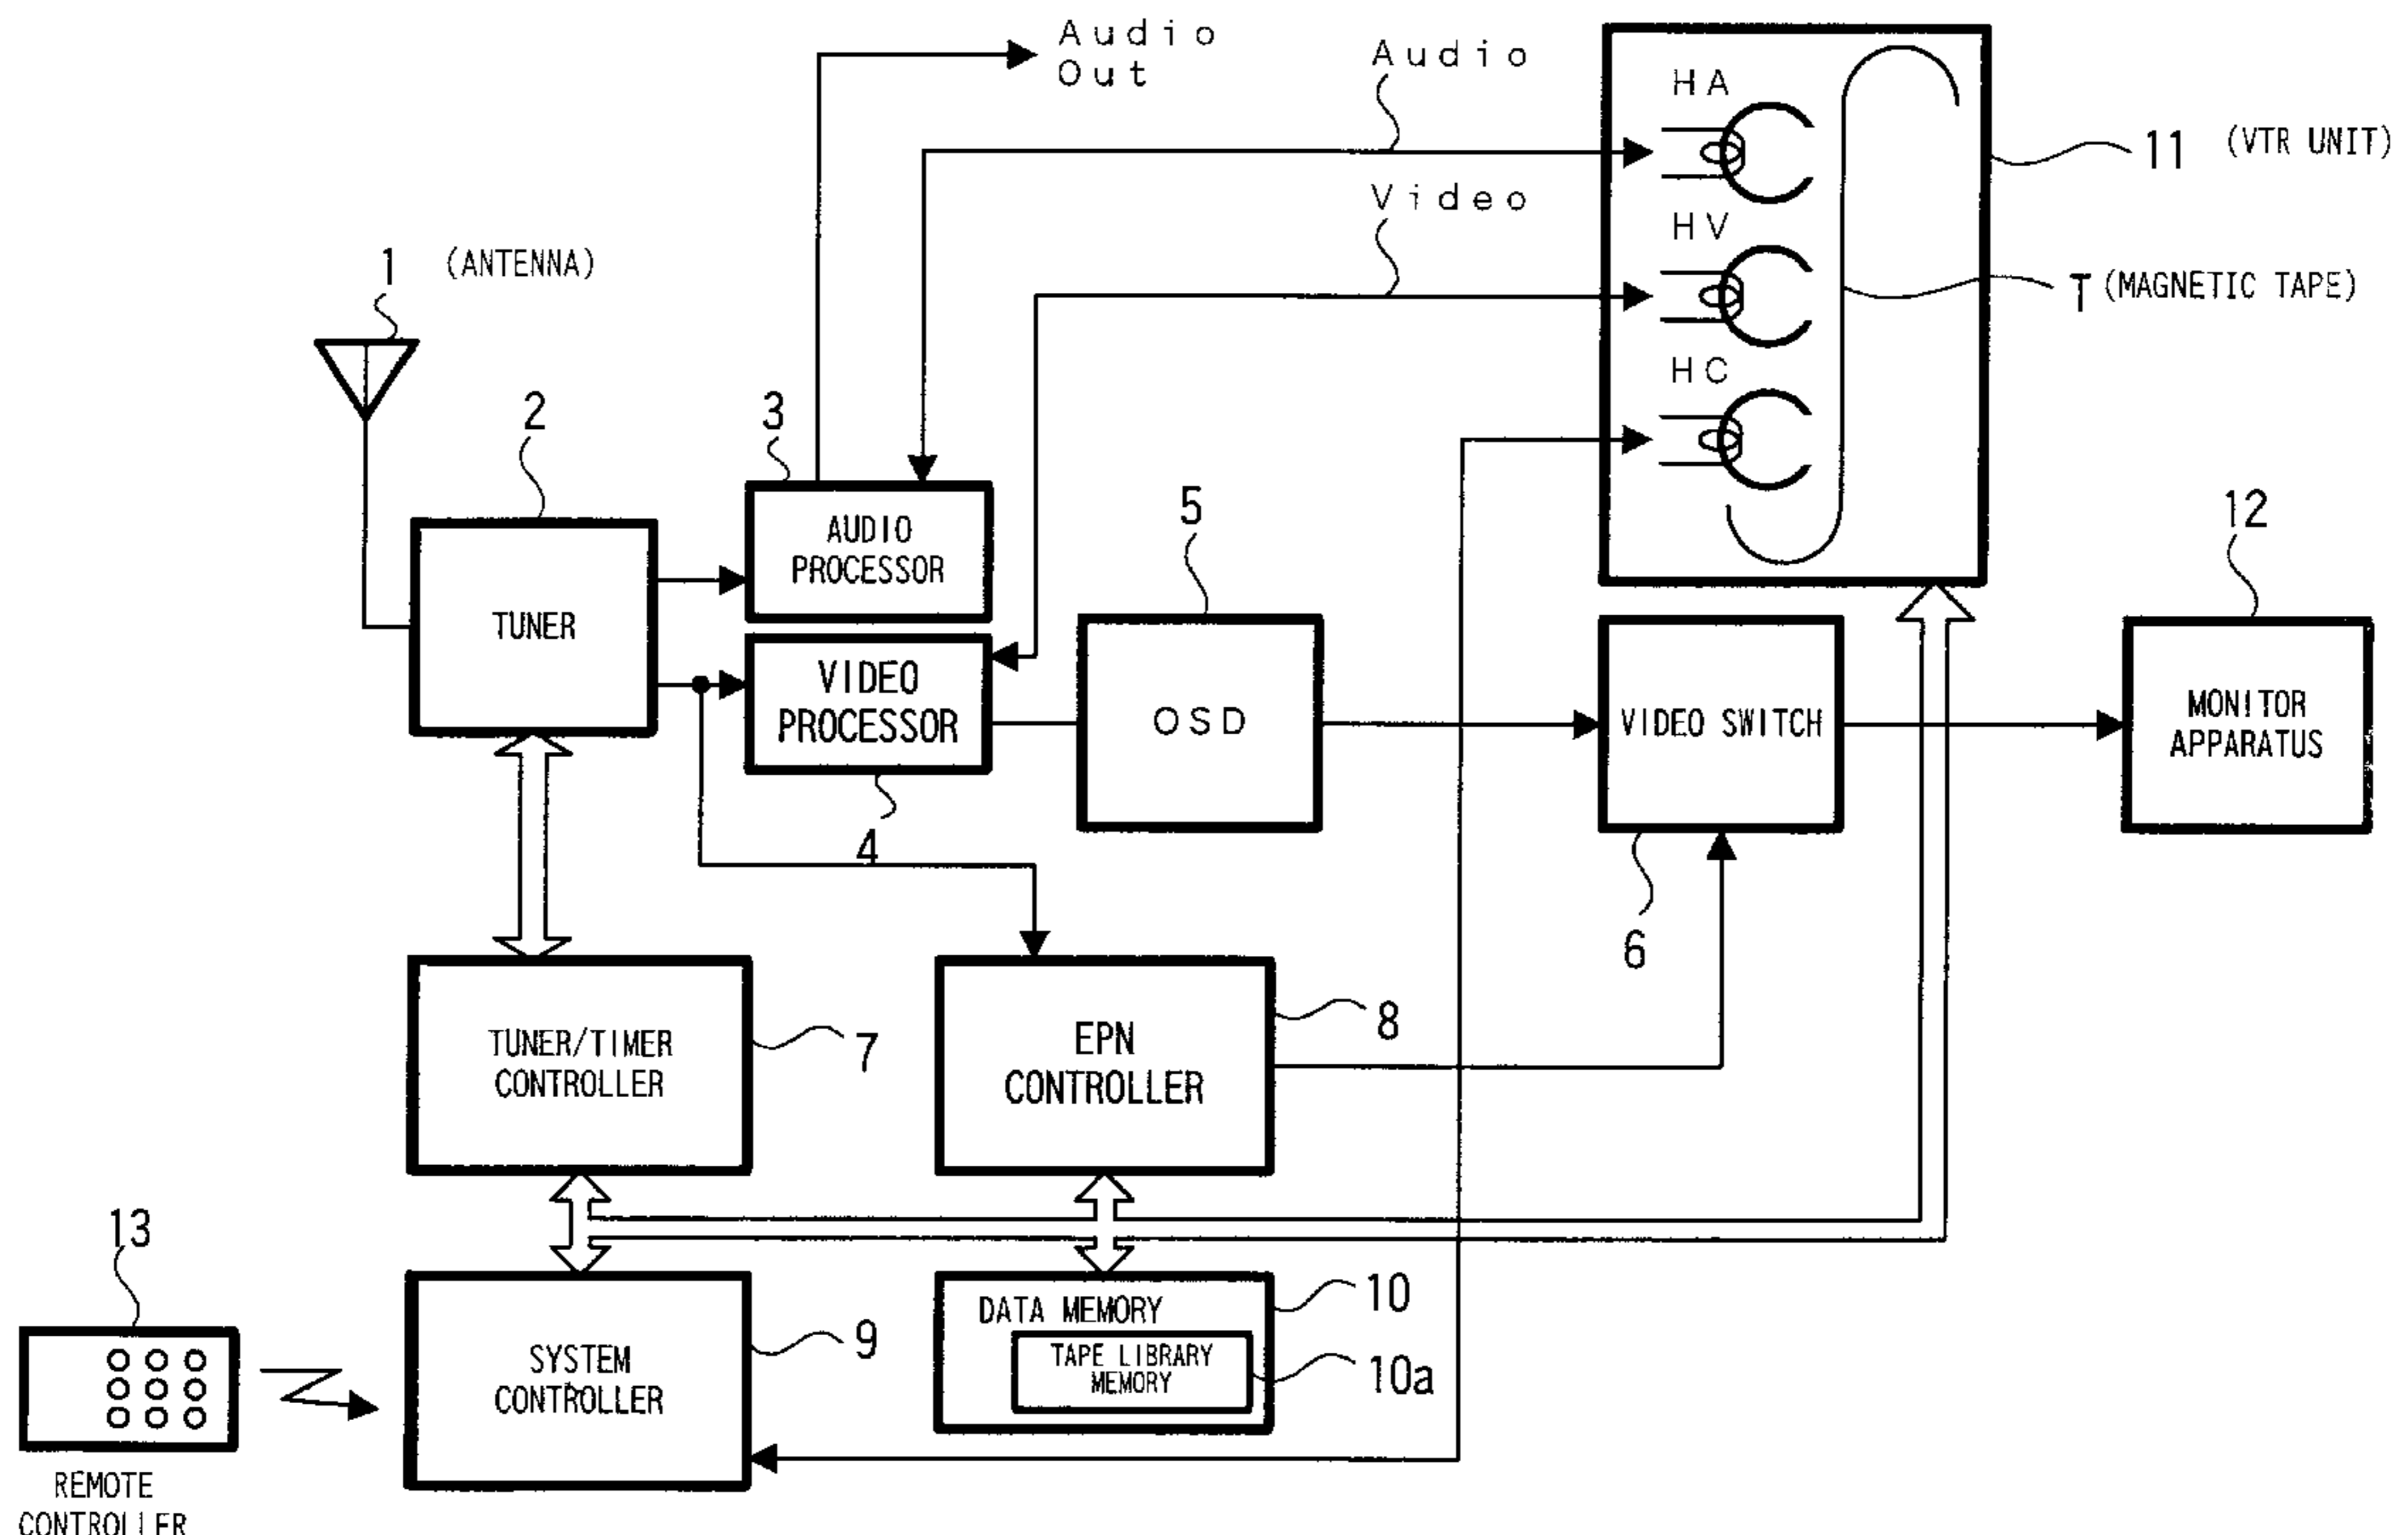 Audio
Out
Audio
HA
11 (VTR UNIT)
Video
HV
1 (ANTENNA)
T (MAGNETIC TAPE)
HC
2
3
5
12
AUDIO
PROCESSOR
TUNER
VIDEO
PROCESSOR
OSD
VIDEO SWITCH
MONITOR
APPARATUS
4
6
TUNER/TIMER
CONTROLLER
7
EPN
CONTROLLER
8
13
SYSTEM
CONTROLLER
9
DATA MEMORY
10
TAPE LIBRARY
MEMORY
10a
REMOTE
CONTROLLER